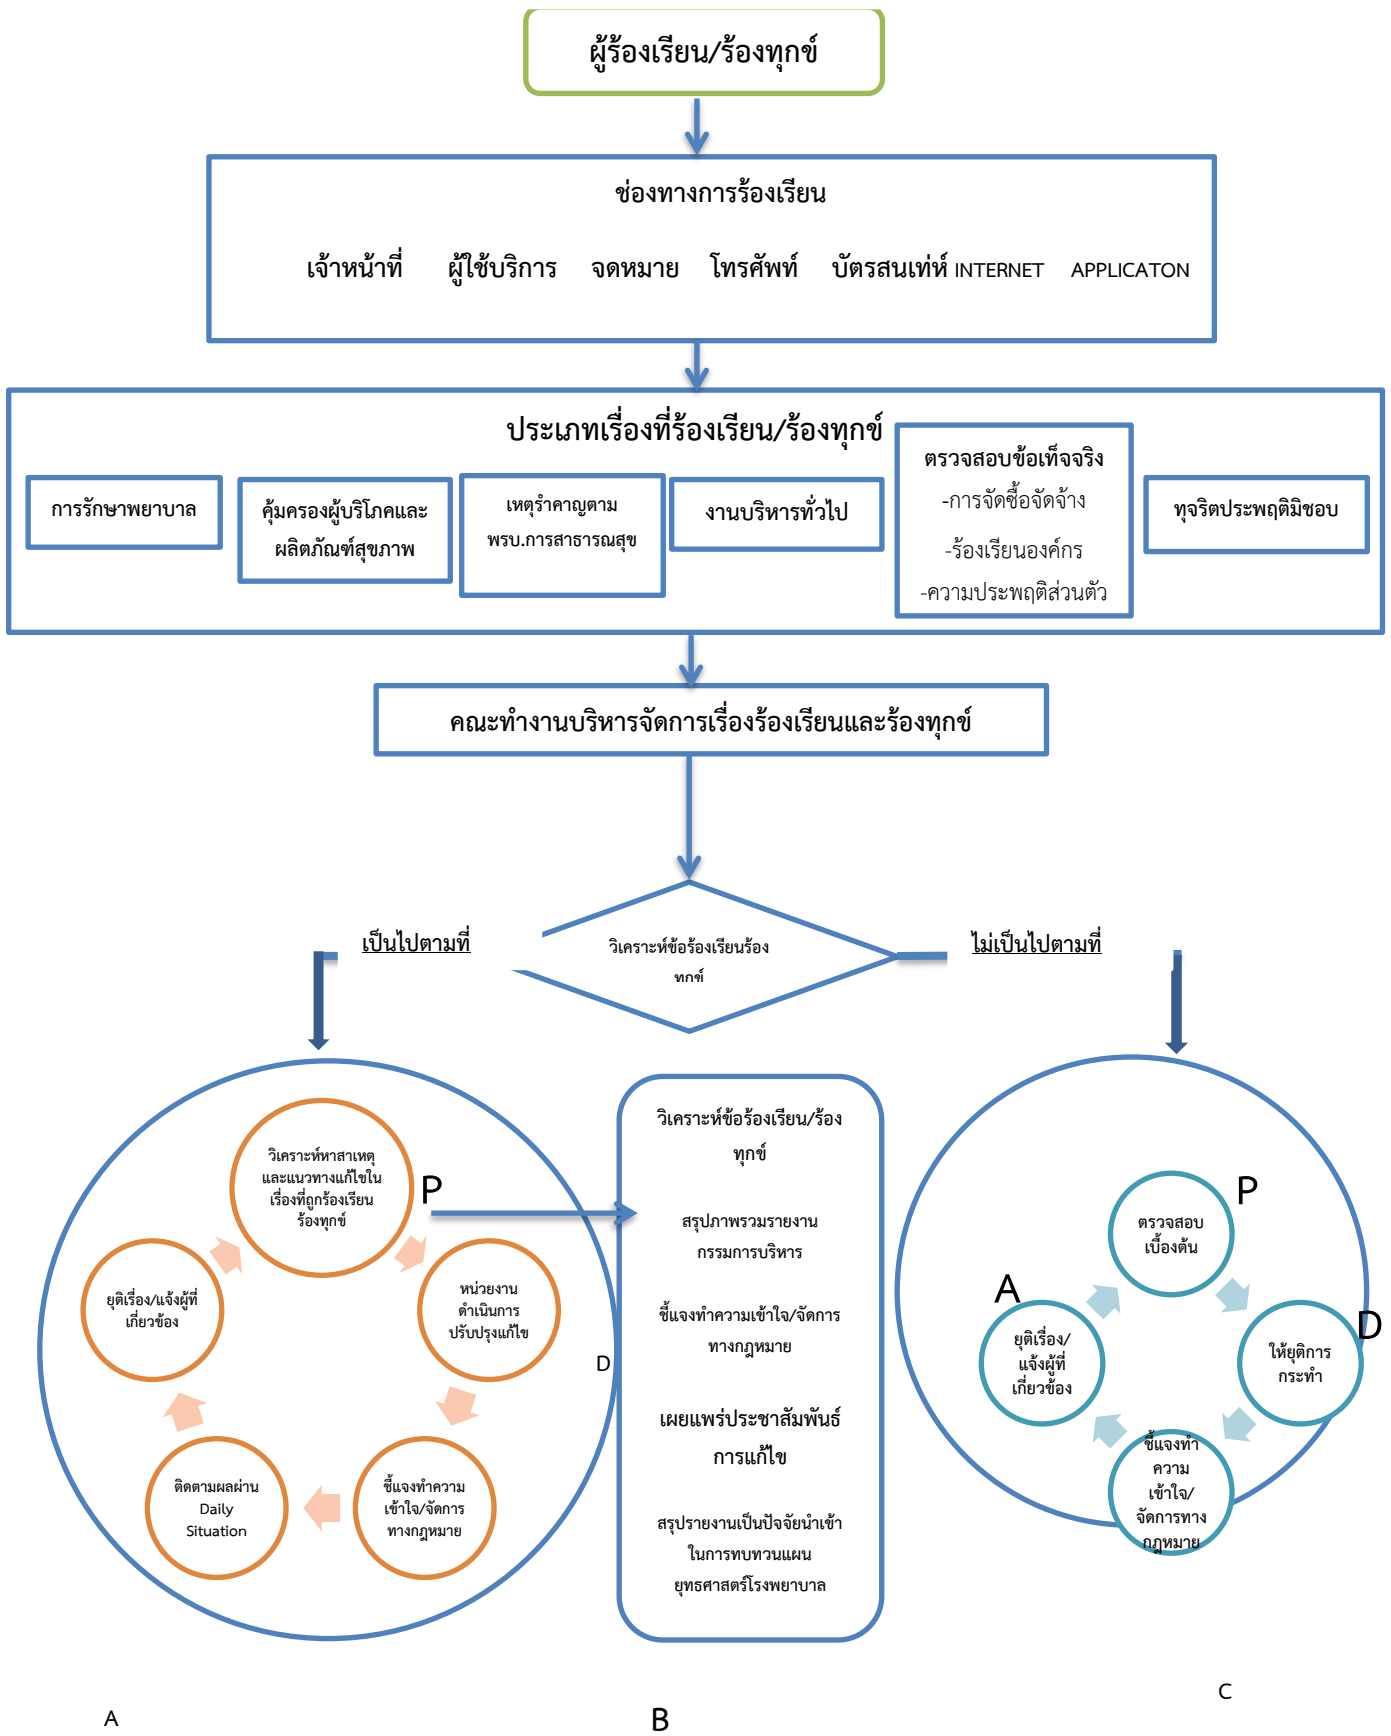 ผู้ร้องเรียน/ร้องทุกข์
ช่องทางการร้องเรียน
เจ้าหน้าที่ ผู้ใช้บริการ จดหมาย โทรศัพท์ บัตรสนเท่ห์ INTERNET APPLICATON
ประเภทเรื่องที่ร้องเรียน/ร้องทุกข์
การรักษาพยาบาล
คุ้มครองผู้บริโภคและ
ผลิตภัณฑ์สุขภาพ
เหตุรำคาญตาม
พรบ.การสาธารณสุข
งานบริหารทั่วไป
ตรวจสอบข้อเท็จจริง
-การจัดซื้อจัดจ้าง
-ร้องเรียนองค์กร
-ความประพฤติส่วนตัว
ทุจริตประพฤติมิชอบ
คณะทำงานบริหารจัดการเรื่องร้องเรียนและร้องทุกข์
เป็นไปตามที่
วิเคราะห์ข้อร้องเรียนร้อง
ทุกข์
ไม่เป็นไปตามที่
วิเคราะห์หาสาเหตุ
และแนวทางแก้ไขใน
เรื่องที่ถูกร้องเรียน
ร้องทุกข์
P
หน่วยงาน
ดำเนินการ
ปรับปรุงแก้ไข
D
ชี้แจงทำความ
เข้าใจ/จัดการ
ทางกฎหมาย
ติดตามผลผ่าน
Daily
Situation
ยุติเรื่อง/แจ้งผู้ที่
เกี่ยวข้อง
วิเคราะห์ข้อร้องเรียน/ร้อง
ทุกข์
สรุปภาพรวมรายงาน
กรรมการบริหาร
ชี้แจงทำความเข้าใจ/จัดการ
ทางกฎหมาย
เผยแพร่ประชาสัมพันธ์
การแก้ไข
สรุปรายงานเป็นปัจจัยนำเข้า
ในการทบทวนแผน
ยุทธศาสตร์โรงพยาบาล
P
ตรวจสอบ
เบื้องต้น
D
ให้ยุติการ
กระทำ
ชี้แจงทำ
ความ
เข้าใจ/
จัดการทาง
กฎหมาย
A
ยุติเรื่อง/
แจ้งผู้ที่
เกี่ยวข้อง
A
B
C